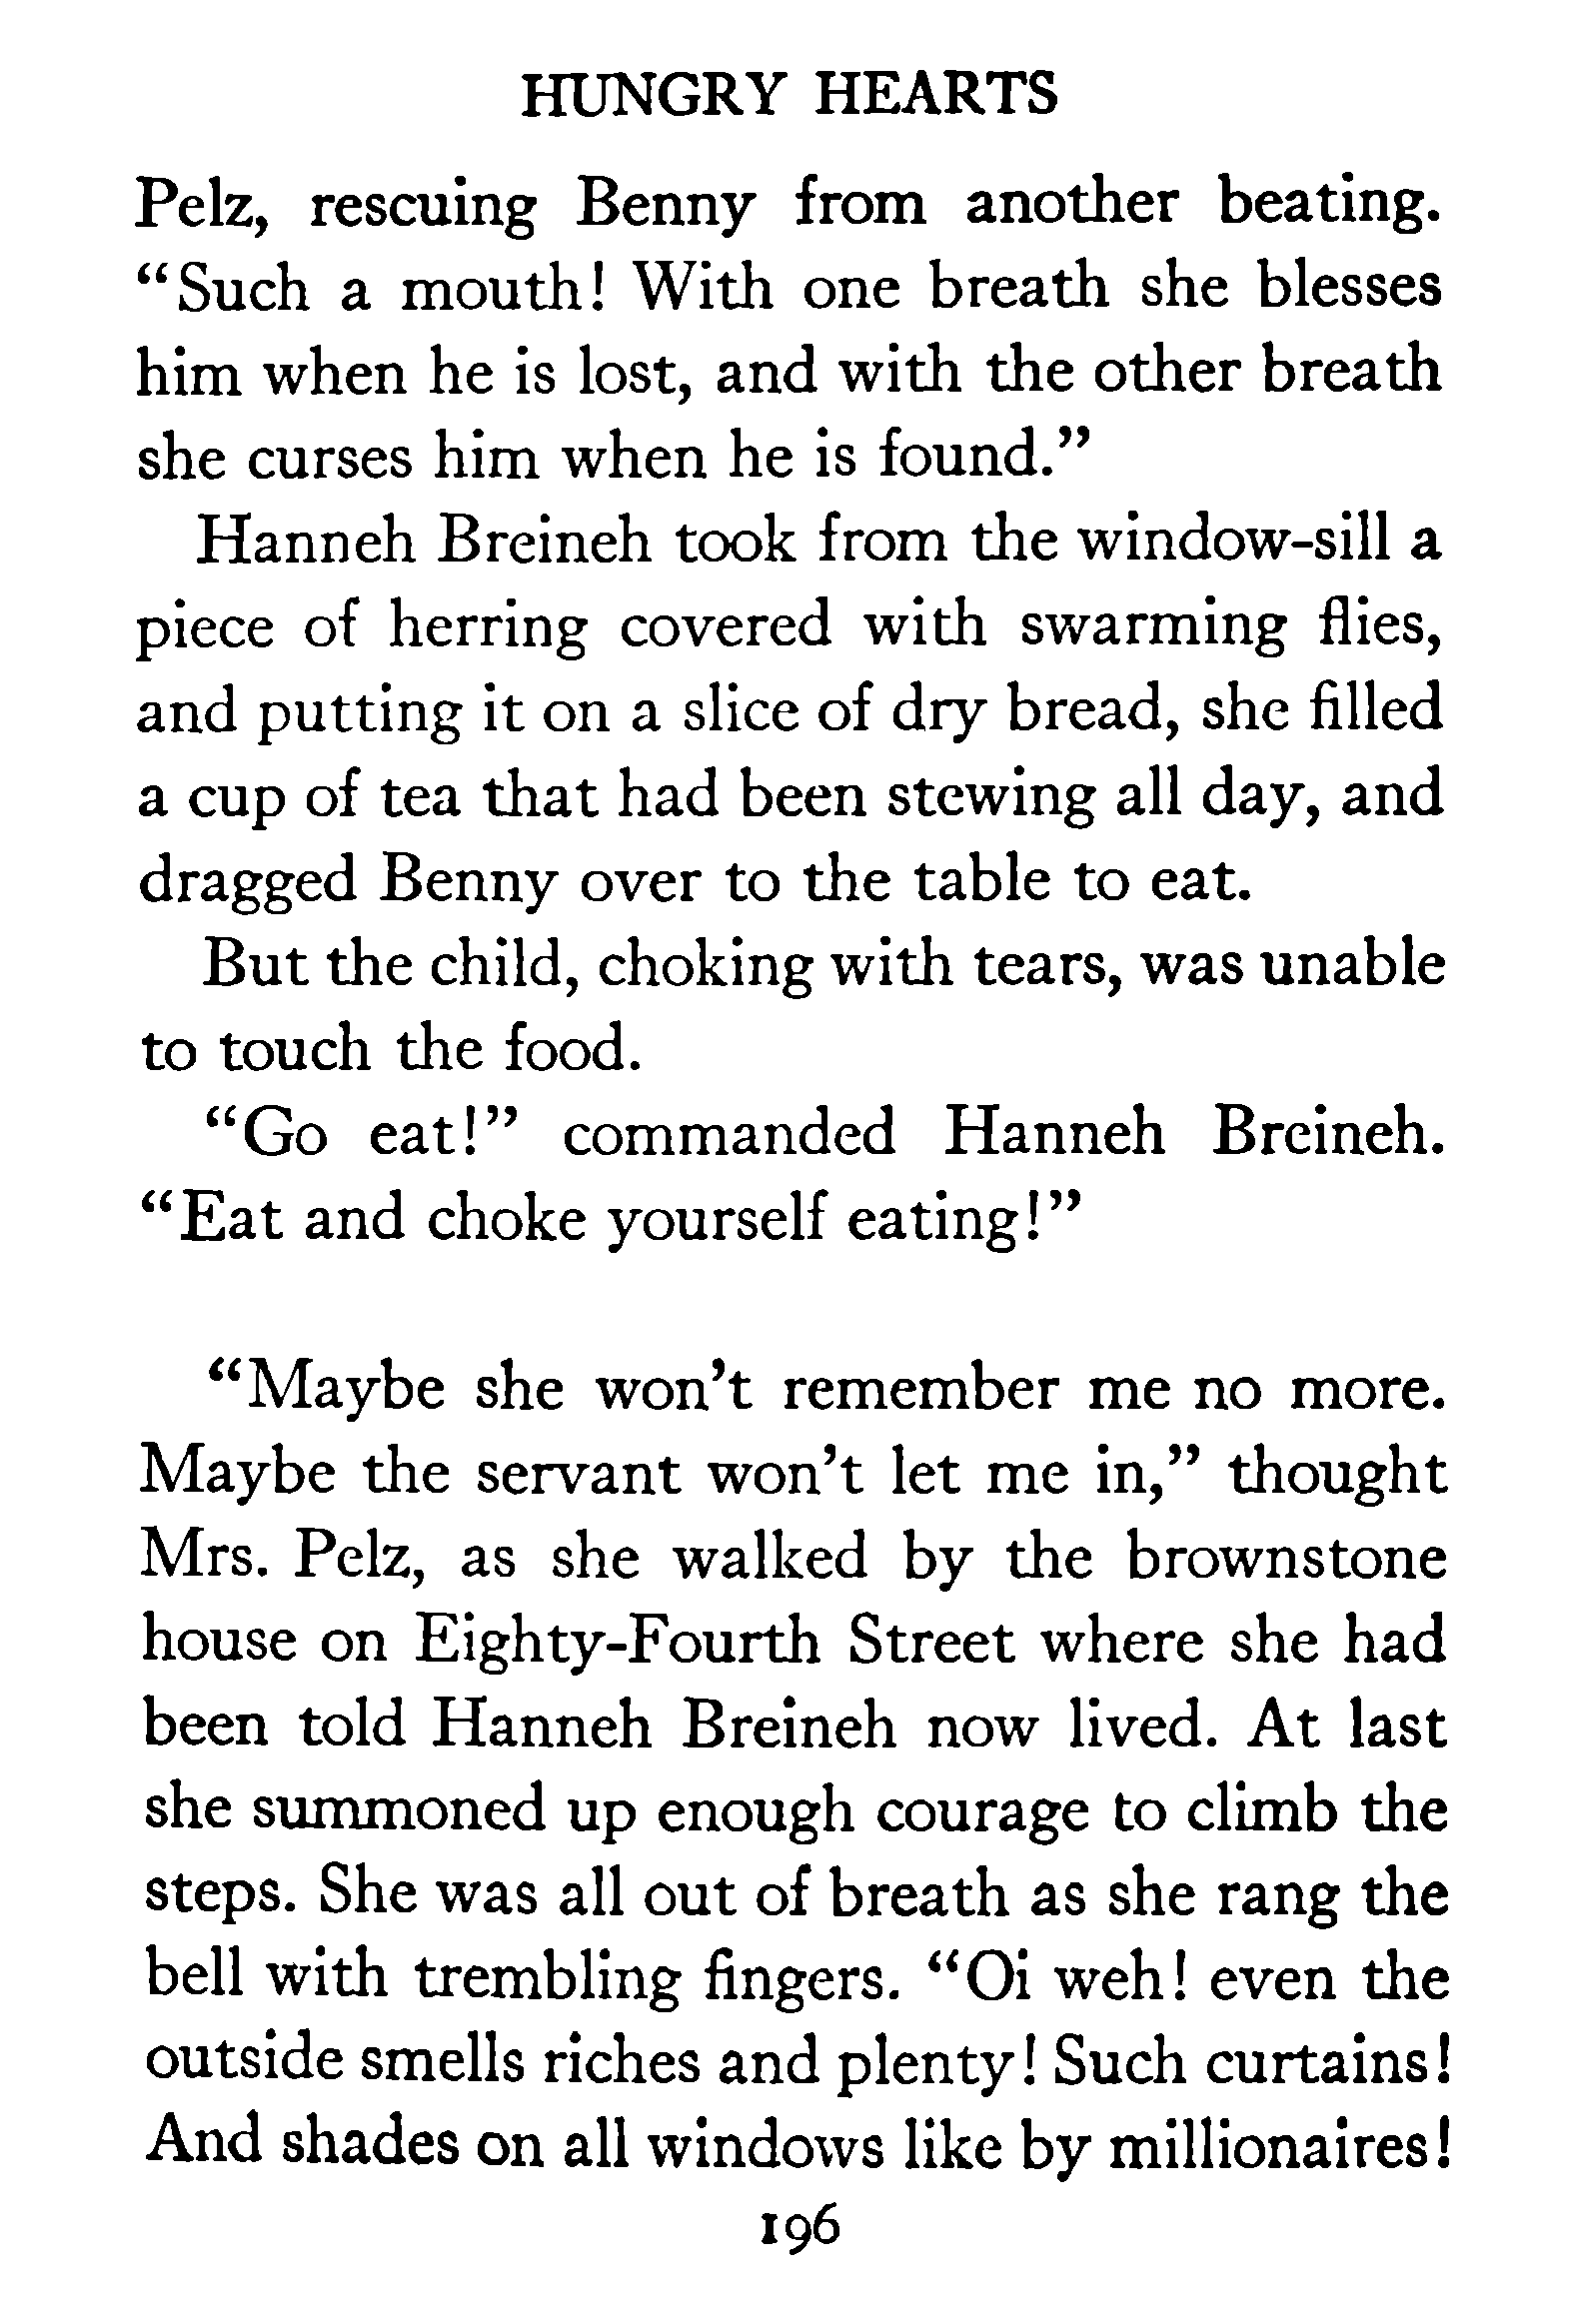 HUNGRY HEARTS
Pelz, rescuing Benny from another beating.
“Such a mouth! With one breath she blesses
him when he is lost, and with the other breath
she curses him when he is found.”
Hanneh Breineh took from the window-sill a
piece of herring covered with swarming flies,
and putting it on a slice of dry bread, she filled
a cup of tea that had been stewing all day, and
dragged Benny over to the table to eat.
But the child, choking with tears, was unable
to touch the food.
“Go eat!” commanded Hanneh Breineh.
“Eat and choke yourself eating!”
“Maybe she won’t remember me no more.
Maybe the servant won’t let me in,” thought
Mrs. Pelz, as she walked by the brownstone
house on Eighty-Fourth Street where she had
been told Hanneh Breineh now lived. At last
she summoned up enough courage to climb the
steps. She was all out of breath as she rang the
bell with trembling fingers. “Oi weh! even the
outside smells riches and plenty! Such curtains!
And shades on all windows like by millionaires!
196